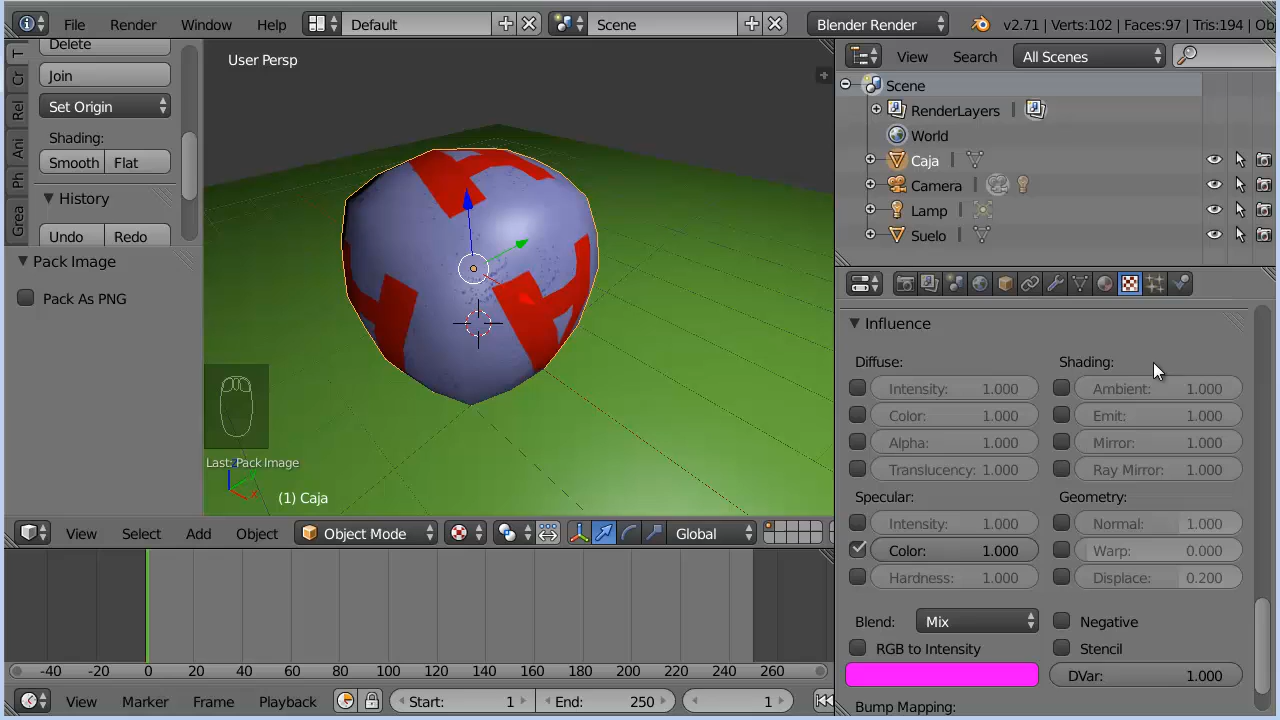 File Render Window Help Default Scene Blender Render v2.71 | Verts:102 | Faces:97 | Tris:194 | Ob
T
Cr
Rel
Ani
Ph
Grea
Delete
Join
Set Origin
Shading:
Smooth Flat
History
Undo Redo
Pack Image
Pack As PNG
User Persp
Last: Pack Image
(1) Caja
View Select Add Object Object Mode Global
-40 -20 0 20 40 60 80 100 120 140 160 180 200 220 240 260
View Marker Frame Playback Start: 1 End: 250 1
View Search All Scenes
Scene
RenderLayers
World
Caja
Camera
Lamp
Suelo
Influence
Diffuse: Shading:
Intensity: 1.000 Ambient: 1.000
Color: 1.000 Emit: 1.000
Alpha: 1.000 Mirror: 1.000
Translucency: 1.000 Ray Mirror: 1.000
Specular: Geometry:
Intensity: 1.000 Normal: 1.000
Color: 1.000 Warp: 0.000
Hardness: 1.000 Displace: 0.200
Blend: Mix Negative
RGB to Intensity Stencil
DVar: 1.000
Bump Mapping: